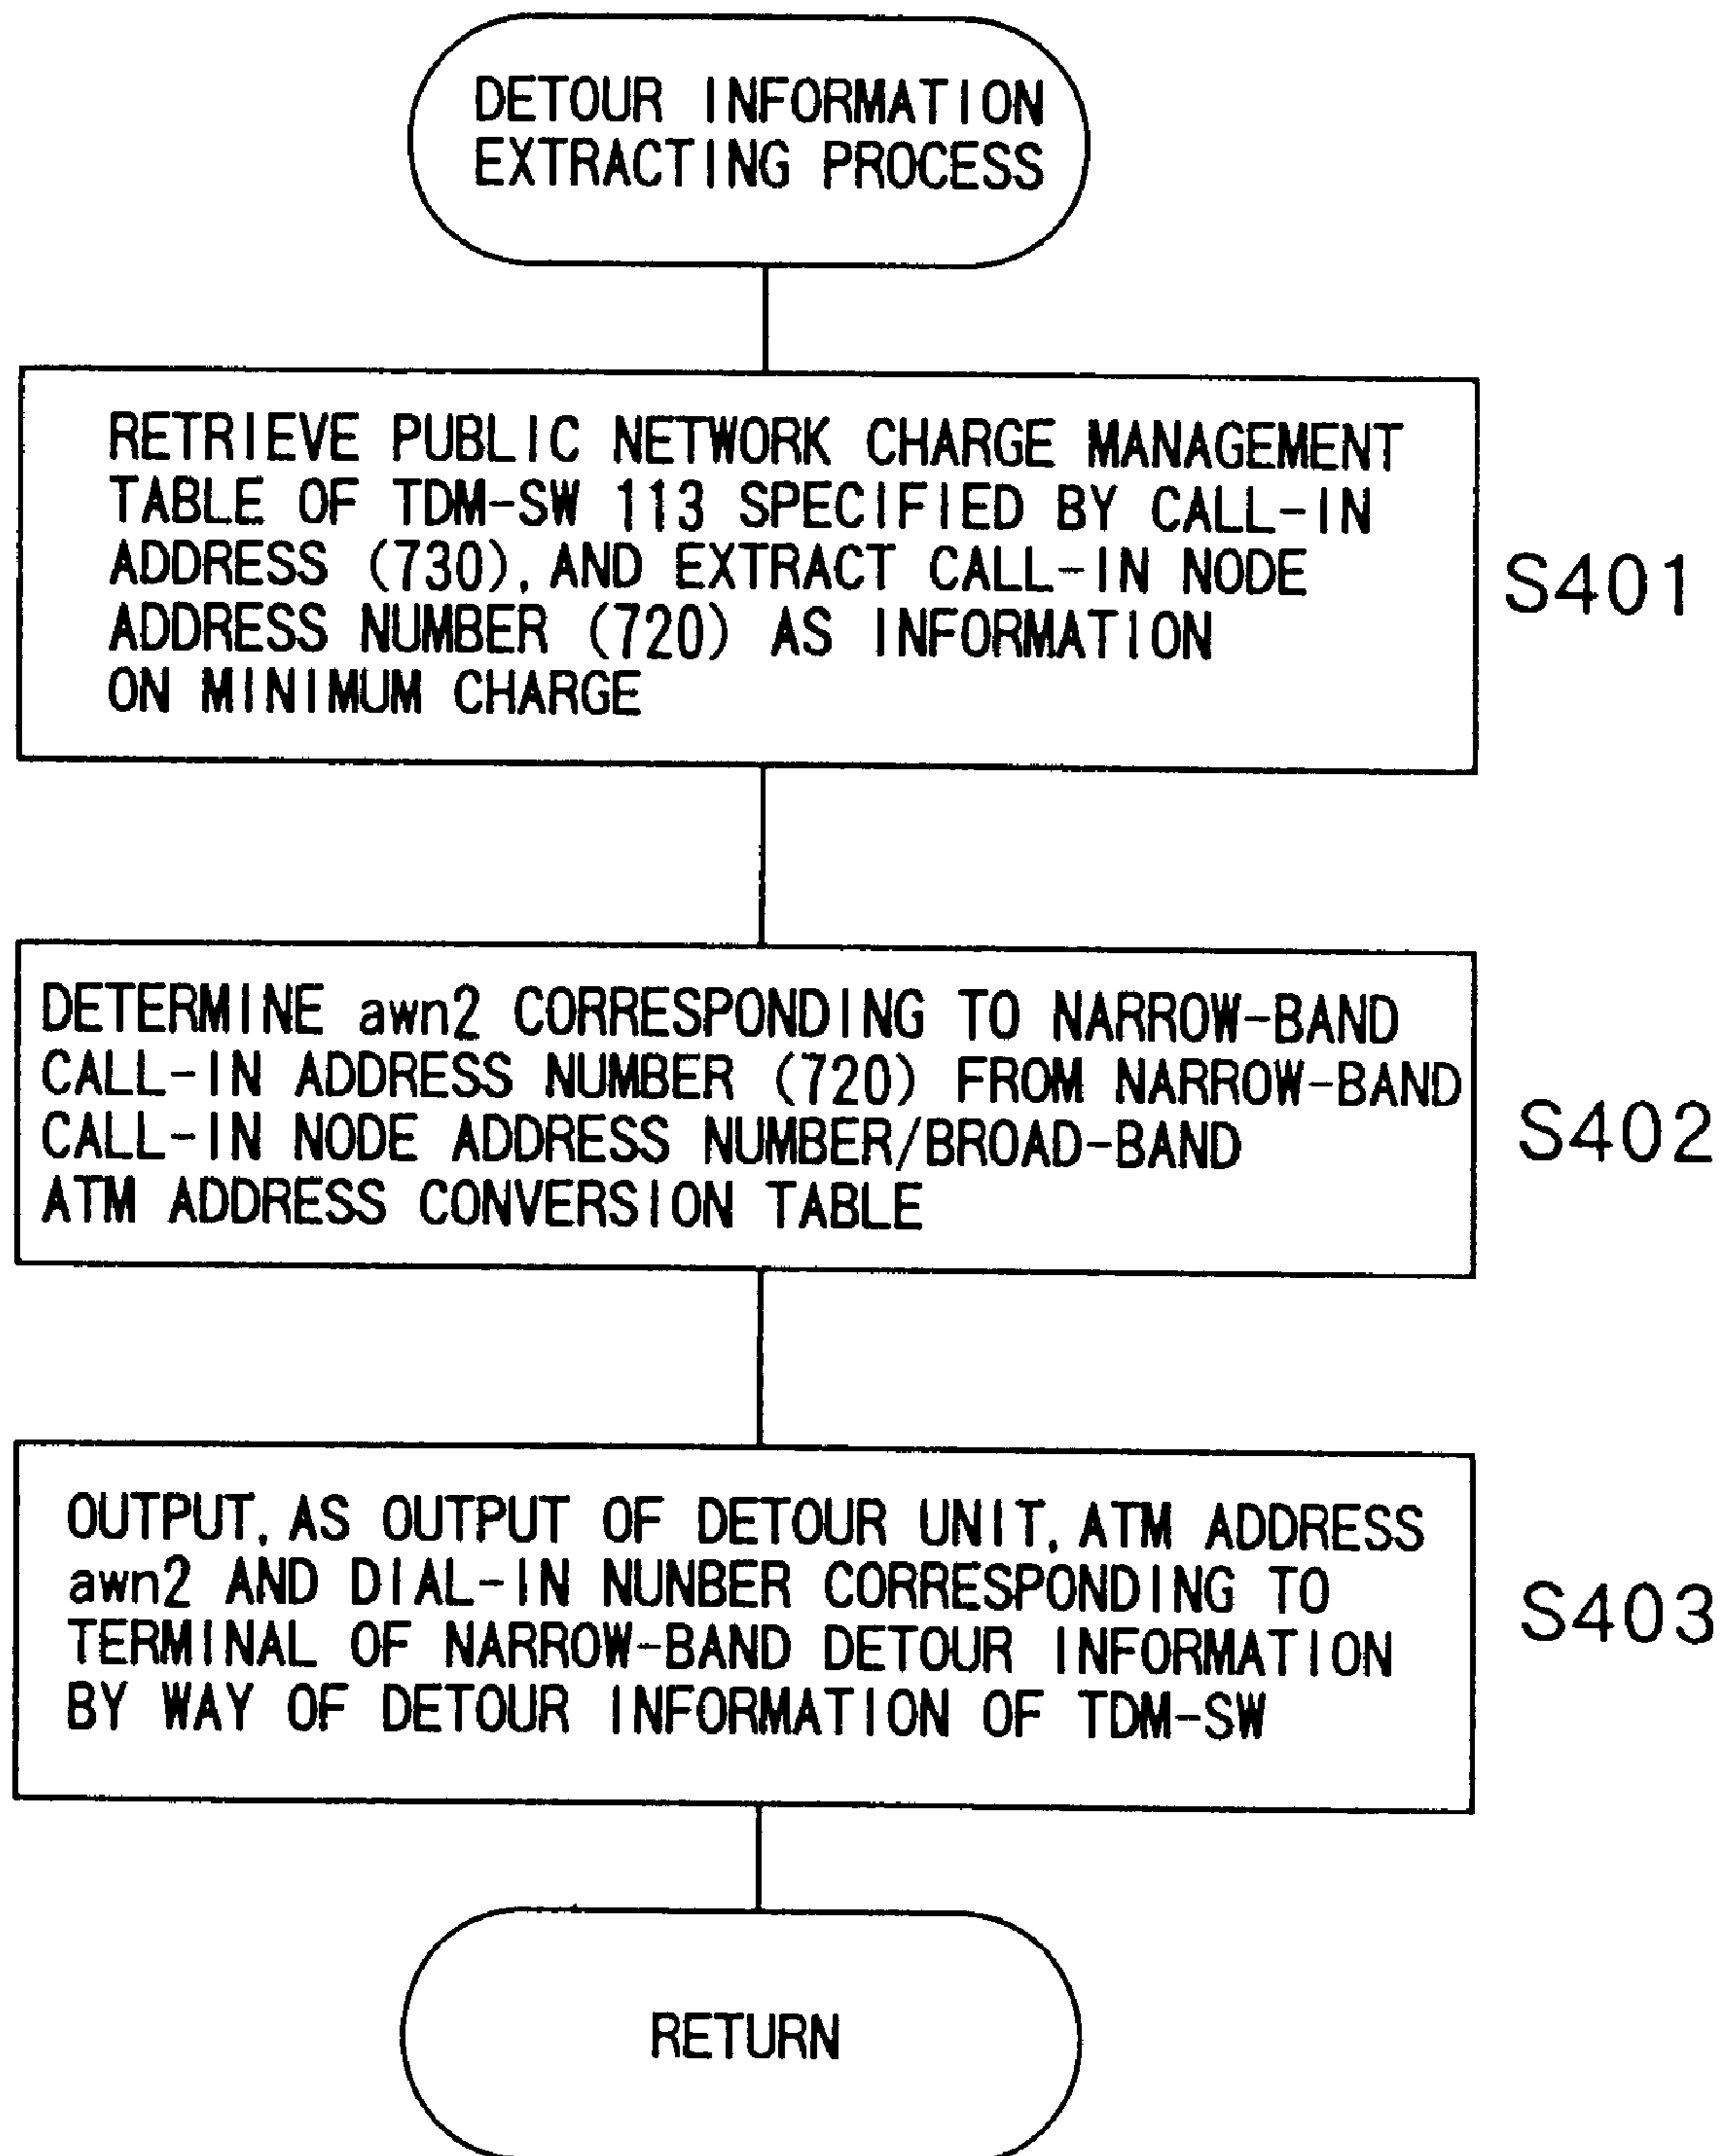 DETOUR INFORMATION
EXTRACTING PROCESS
RETRIEVE PUBLIC NETWORK CHARGE MANAGEMENT
TABLE OF TDM-SW 113 SPECIFIED BY CALL-IN
ADDRESS (730), AND EXTRACT CALL-IN NODE
ADDRESS NUMBER (720) AS INFORMATION
ON MINIMUM CHARGE
S401
DETERMINE awn2 CORRESPONDING TO NARROW-BAND
CALL-IN ADDRESS NUMBER (720) FROM NARROW-BAND
CALL-IN NODE ADDRESS NUMBER/BROAD-BAND
ATM ADDRESS CONVERSION TABLE
S402
OUTPUT, AS OUTPUT OF DETOUR UNIT, ATM ADDRESS
awn2 AND DIAL-IN NUNBER CORRESPONDING TO
TERMINAL OF NARROW-BAND DETOUR INFORMATION
BY WAY OF DETOUR INFORMATION OF TDM-SW
S403
RETURN